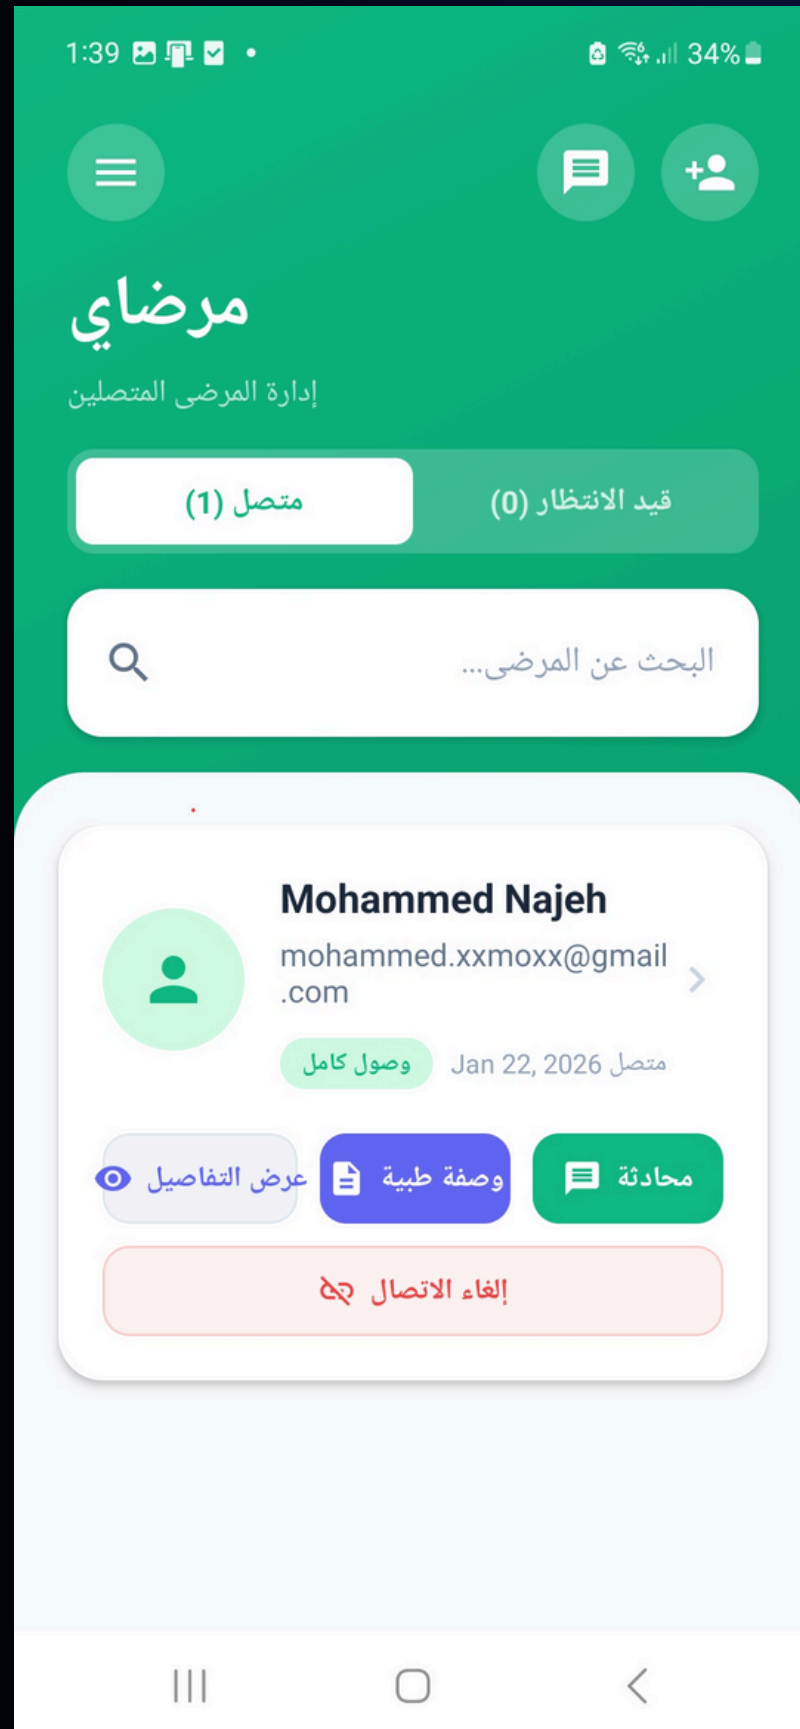 1:39
34%
مرضاي
إدارة المرضى المتصلين
متصل (1)
قيد الانتظار (0)
البحث عن المرضى...
Mohammed Najeh
mohammed.xxmoxx@gmail
.com
وصول كامل
متصل Jan 22, 2026
محادثة
وصفة طبية
عرض التفاصيل
إلغاء الاتصال